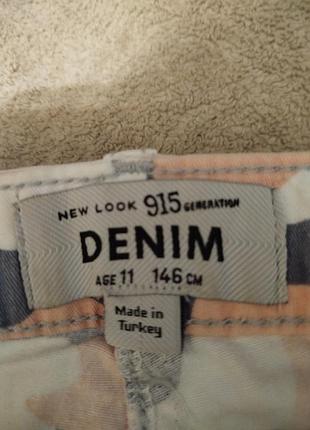 NEW LOOK 915 GENERATION
DENIM
AGE 11 146 CM
Made in
Turkey